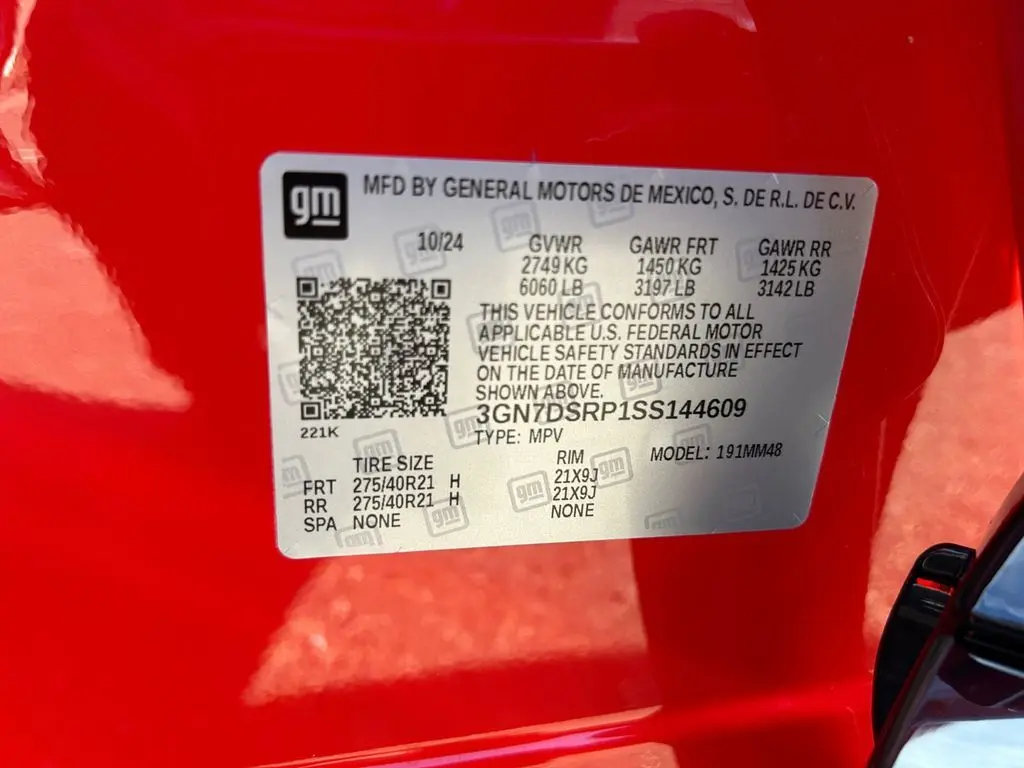 gm
MFD BY GENERAL MOTORS DE MEXICO, S. DE R.L. DE C.V.
10/24 GVWR GAWR FRT GAWR RR
2749 KG 1450 KG 1425 KG
6060 LB 3197 LB 3142 LB
THIS VEHICLE CONFORMS TO ALL
APPLICABLE U.S. FEDERAL MOTOR
VEHICLE SAFETY STANDARDS IN EFFECT
ON THE DATE OF MANUFACTURE
SHOWN ABOVE.
3GN7DSRP1SS144609
221K
TYPE: MPV MODEL: 191MM48
TIRE SIZE RIM
FRT 275/40R21 H 21X9J
RR 275/40R21 H 21X9J
SPA NONE NONE